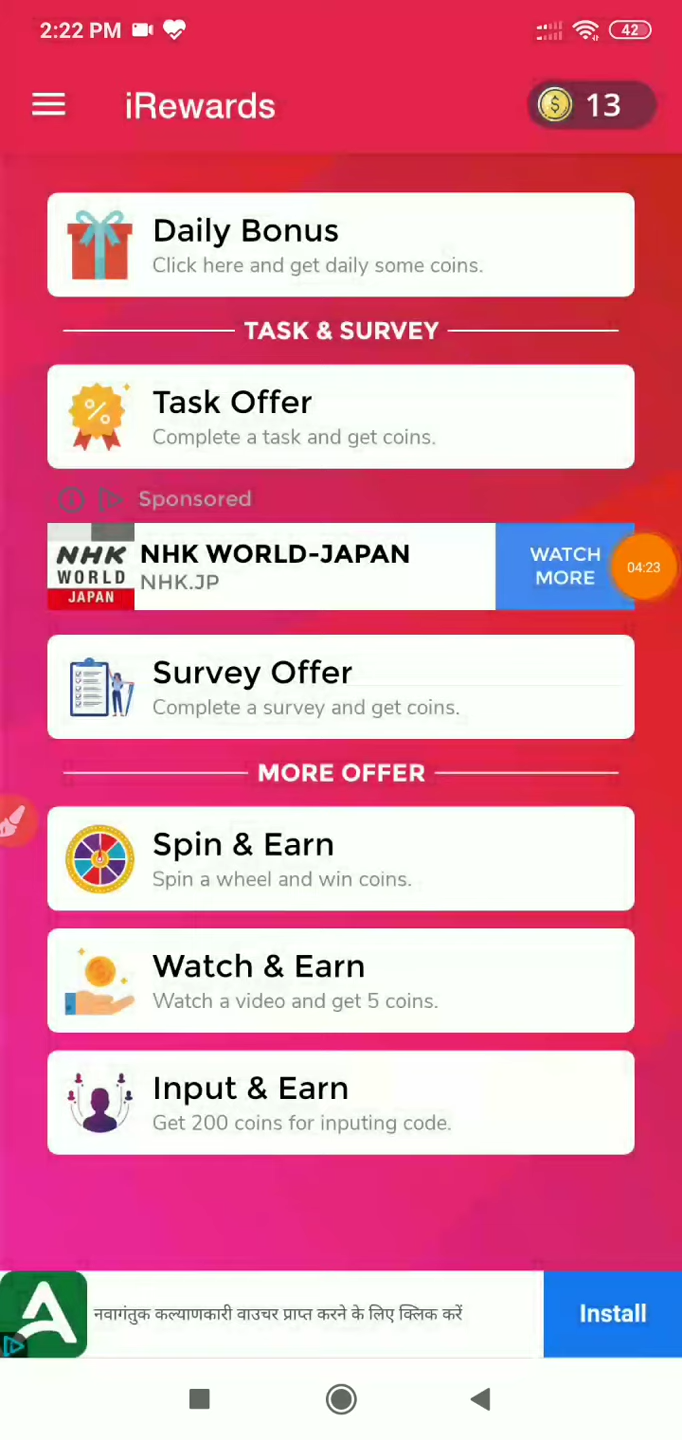 2:22 PM
42
iRewards
13
Daily Bonus
Click here and get daily some coins.
TASK & SURVEY
Task Offer
Complete a task and get coins.
Sponsored
NHK
WORLD
JAPAN
NHK WORLD-JAPAN
NHK.JP
WATCH
MORE
04:23
Survey Offer
Complete a survey and get coins.
MORE OFFER
Spin & Earn
Spin a wheel and win coins.
Watch & Earn
Watch a video and get 5 coins.
Input & Earn
Get 200 coins for inputing code.
नवागंतुक कल्याणकारी वाउचर प्राप्त करने के लिए क्लिक करें
Install